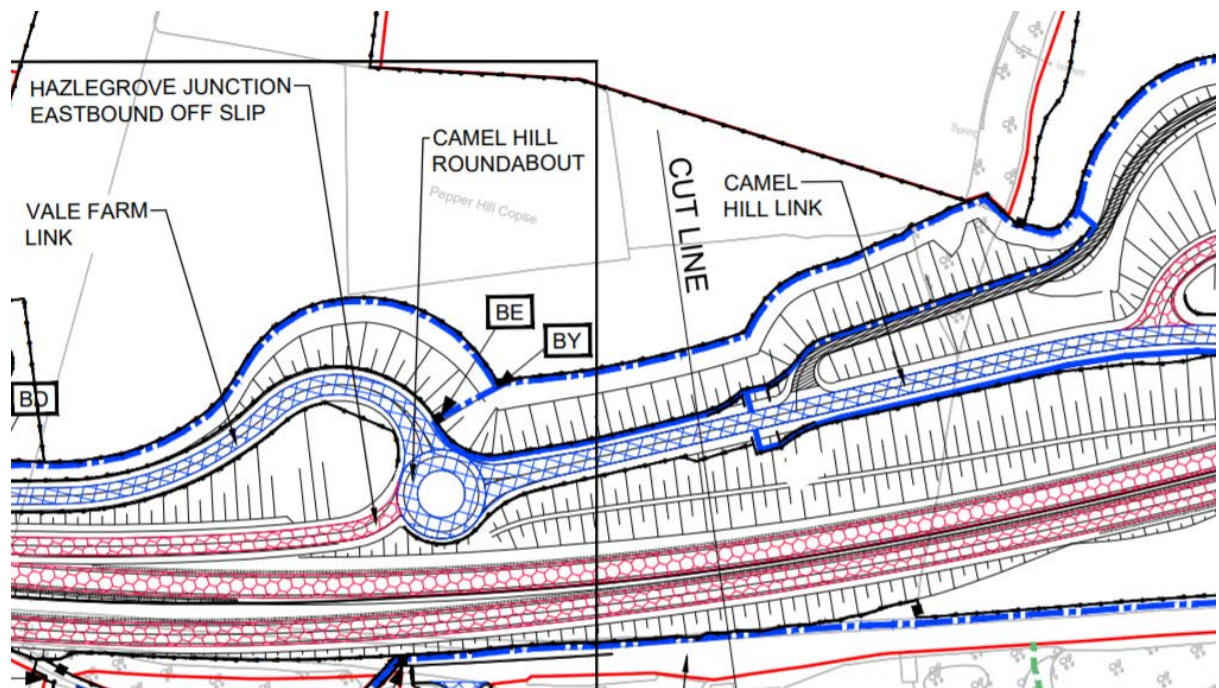 HAZLEGROVE JUNCTION
EASTBOUND OFF SLIP
CAMEL HILL
ROUNDABOUT
Pepper Hill Copse
VALE FARM
LINK
CUT LINE
CAMEL
HILL LINK
Spring
Issues
BE
BY
BD